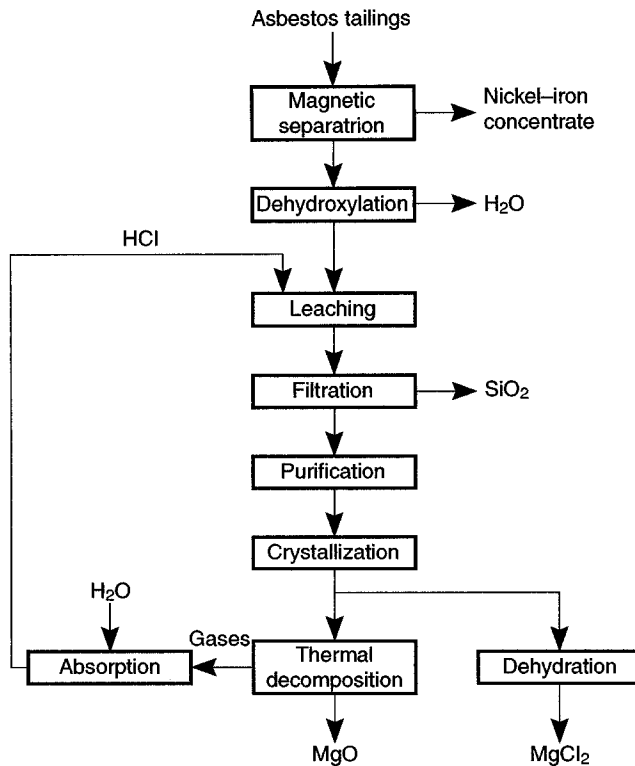 Asbestos tailings
Magnetic
separatrion
Nickel–iron
concentrate
Dehydroxylation
H₂O
HCl
Leaching
Filtration
SiO₂
Purification
Crystallization
H₂O
Gases
Absorption
Thermal
decomposition
Dehydration
MgO
MgCl₂